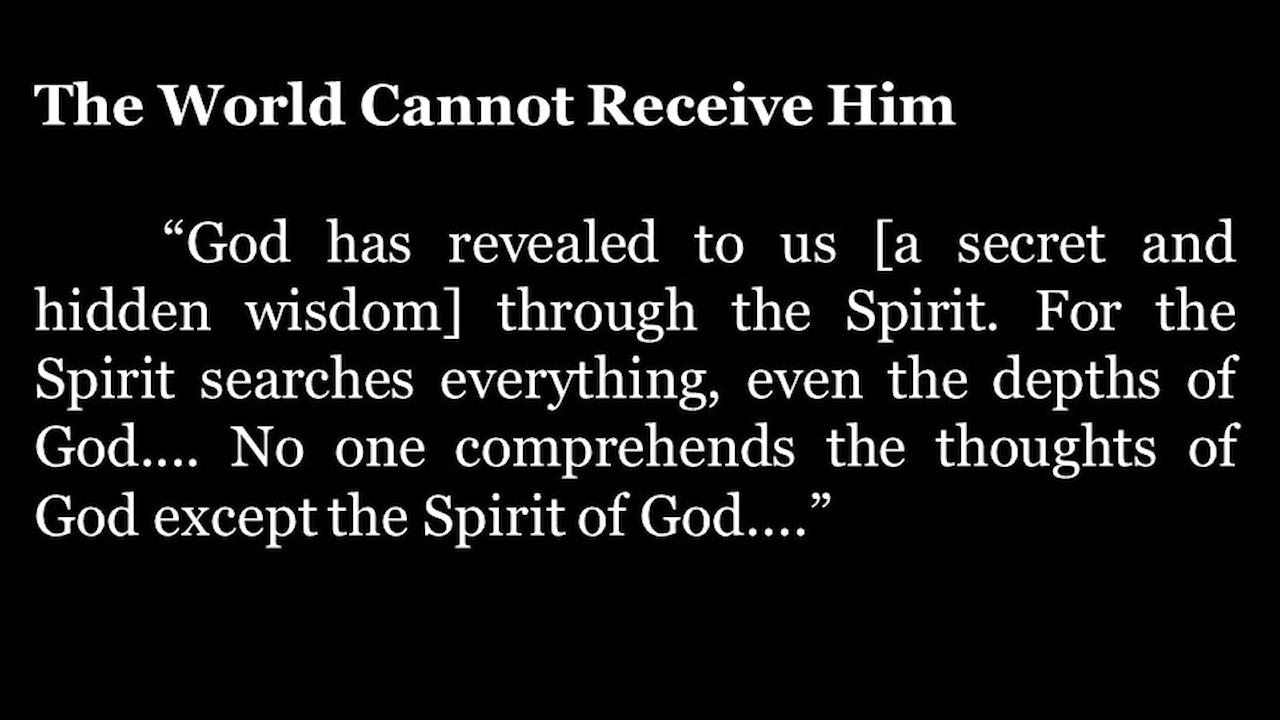 The World Cannot Receive Him
“God has revealed to us [a secret and
hidden wisdom] through the Spirit. For the
Spirit searches everything, even the depths of
God.... No one comprehends the thoughts of
God except the Spirit of God....”